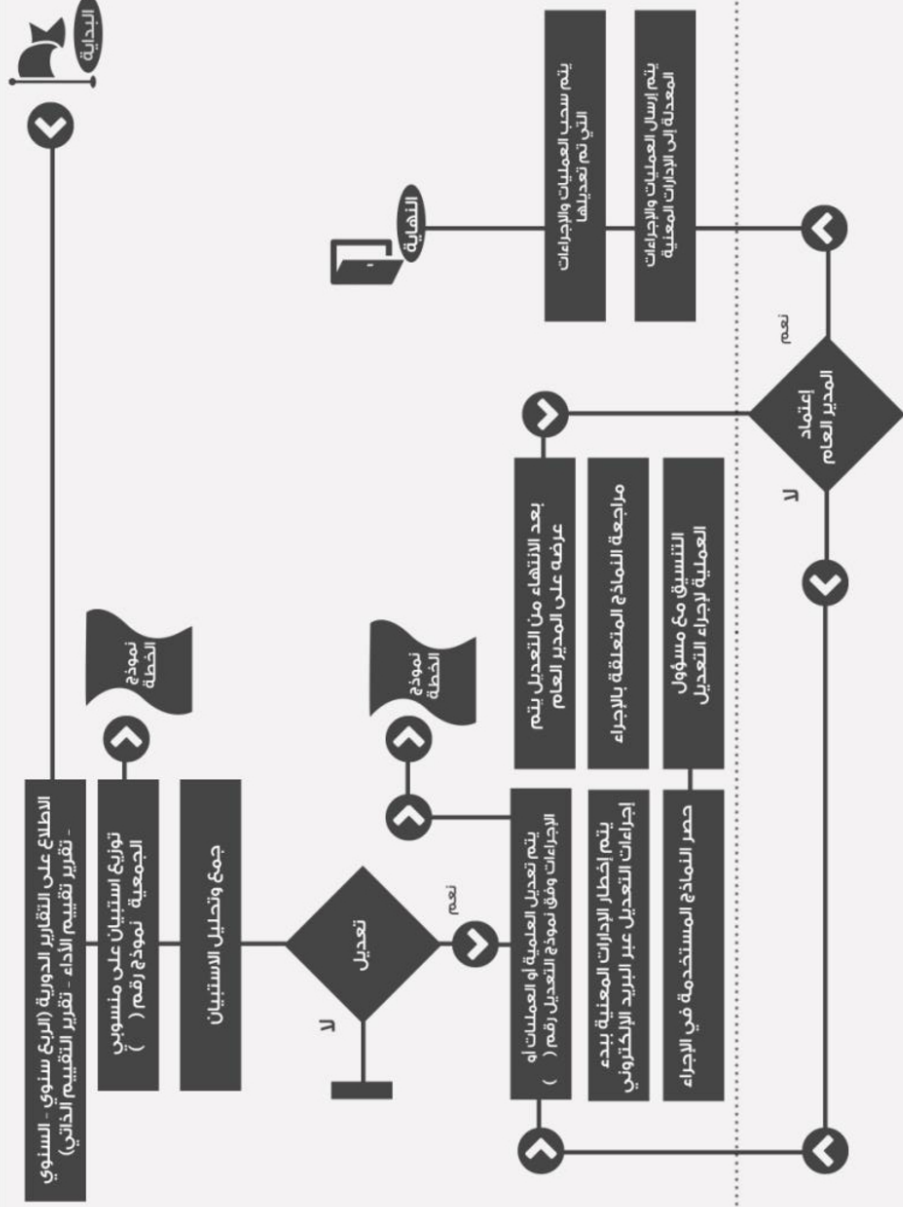 البداية
الاطلاع على التقارير الدورية (الربع سنوي - السنوي
- تقرير تقييم الأداء - تقرير التقييم الذاتي)
توزيع استبيان على منسوبي
الجمعية نموذج رقم ( )
نموذج
الخطة
جمع وتحليل الاستبيان
تعديل
لا
نعم
يتم تعديل العلمية أو العمليات أو
الإجراءات وفق نموذج التعديل رقم ( )
نموذج
الخطة
يتم إخطار الإدارات المعنية ببدء
إجراءات التعديل عبر البريد الإلكتروني
حصر النماذج المستخدمة في الإجراء
التنسيق مع مسؤول
العملية لإجراء التعديل
مراجعة النماذج المتعلقة بالإجراء
بعد الانتهاء من التعديل يتم
عرضه على المدير العام
إعتماد
المدير العام
لا
نعم
يتم إرسال العمليات والإجراءات
المعدلة إلى الإدارات المعنية
يتم سحب العمليات والإجراءات
التي تم تعديلها
النهاية